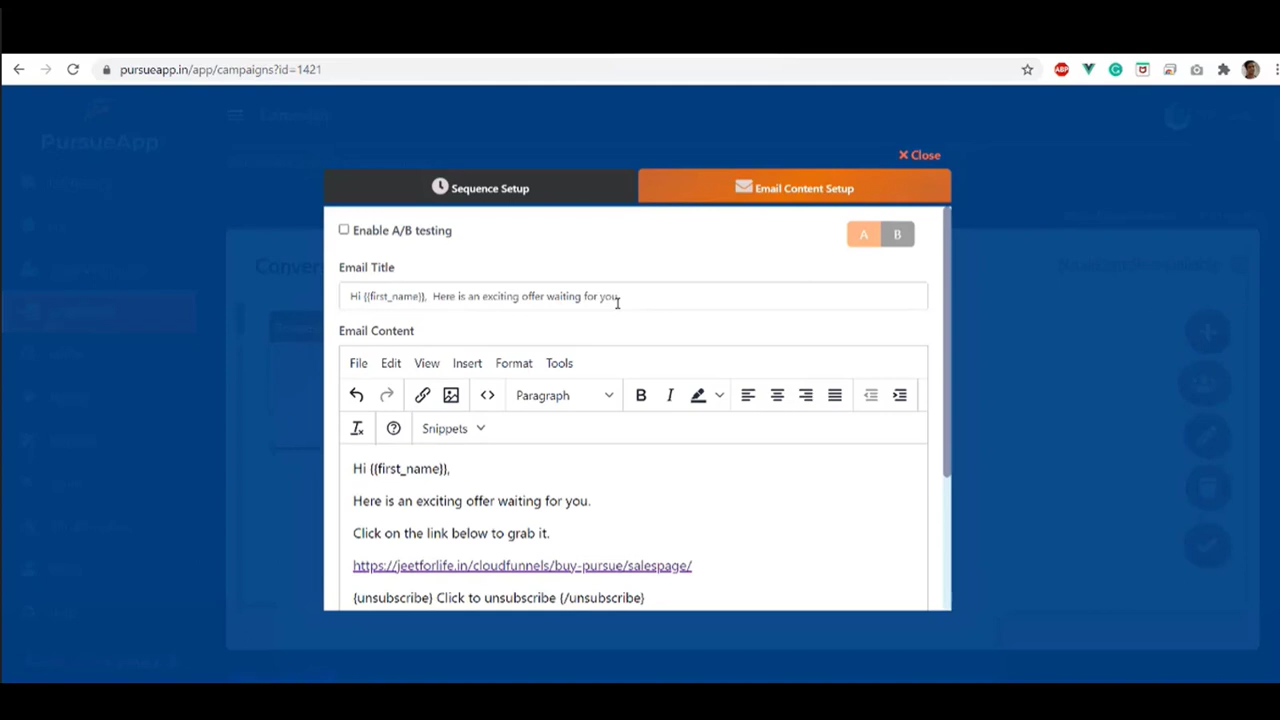 pursueapp.in/app/campaigns?id=1421
ABP
PursueApp
Close
Sequence Setup
Email Content Setup
Enable A/B testing
A B
Email Title
Hi {{first_name}}, Here is an exciting offer waiting for you.
Email Content
File Edit View Insert Format Tools
Paragraph
B I
Snippets
Hi {{first_name}},
Here is an exciting offer waiting for you.
Click on the link below to grab it.
https://jeetforlife.in/cloudfunnels/buy-pursue/salespage/
{unsubscribe} Click to unsubscribe {/unsubscribe}